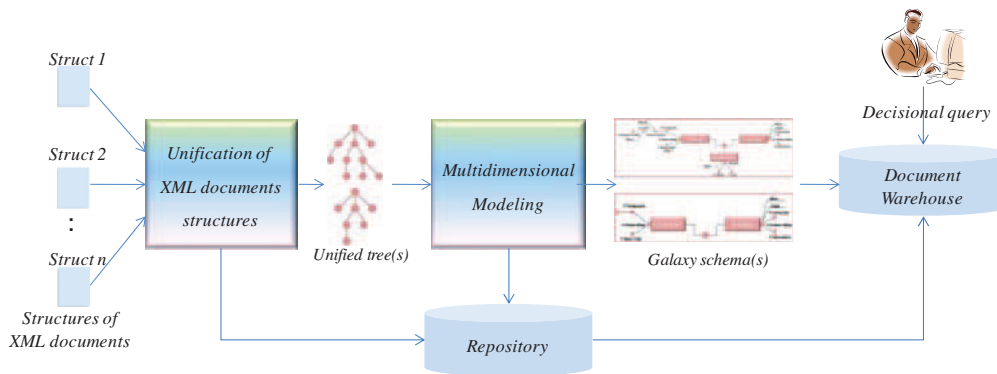 Struct 1
Struct 2
:
Struct n
Structures of
XML documents
Unification of
XML documents
structures
Unified tree(s)
Multidimensional
Modeling
Galaxy schema(s)
Decisional query
Document
Warehouse
Repository